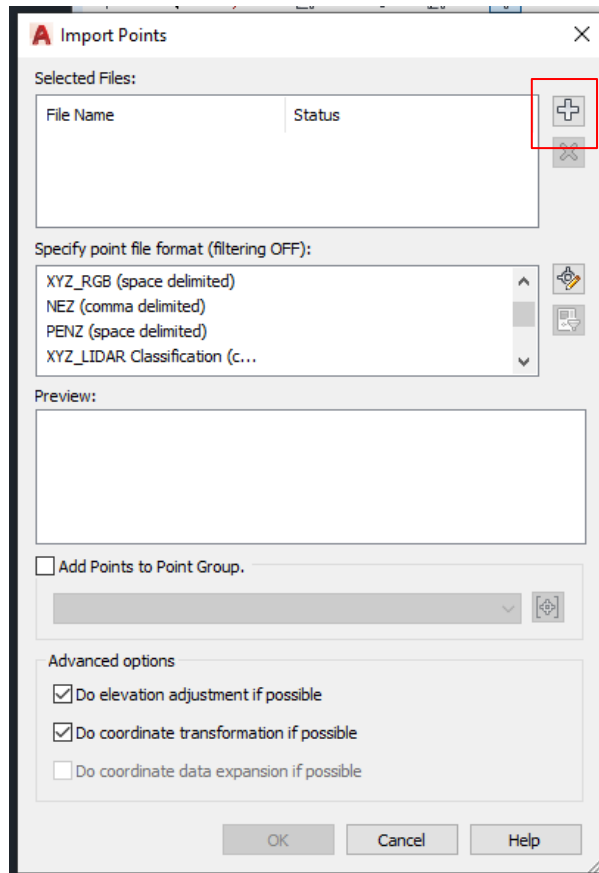 Import Points
Selected Files:
File Name Status
Specify point file format (filtering OFF):
XYZ_RGB (space delimited)
NEZ (comma delimited)
PENZ (space delimited)
XYZ_LIDAR Classification (c...
Preview:
Add Points to Point Group.
Advanced options
Do elevation adjustment if possible
Do coordinate transformation if possible
Do coordinate data expansion if possible
OK Cancel Help